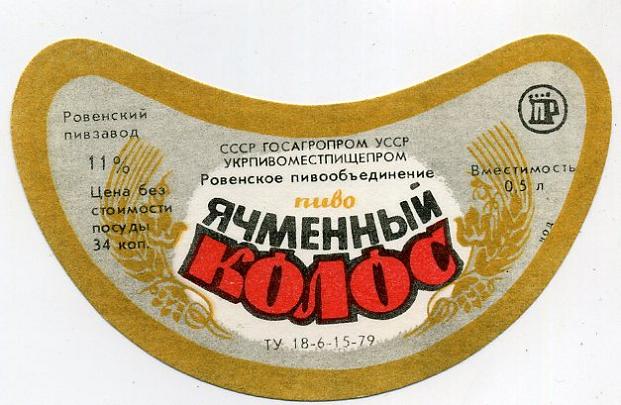 Ровенский
пивзавод
11%
Цена без
стоимости
посуды
34 коп.
СССР ГОСАГРОПРОМ УССР
УКРПИВОМЕСТПИЩЕПРОМ
Ровенское пивообъединение
пиво
ЯЧМЕННЫЙ
КОЛОС
ТУ 18-6-15-79
ПР
Вместимость
0,5 л